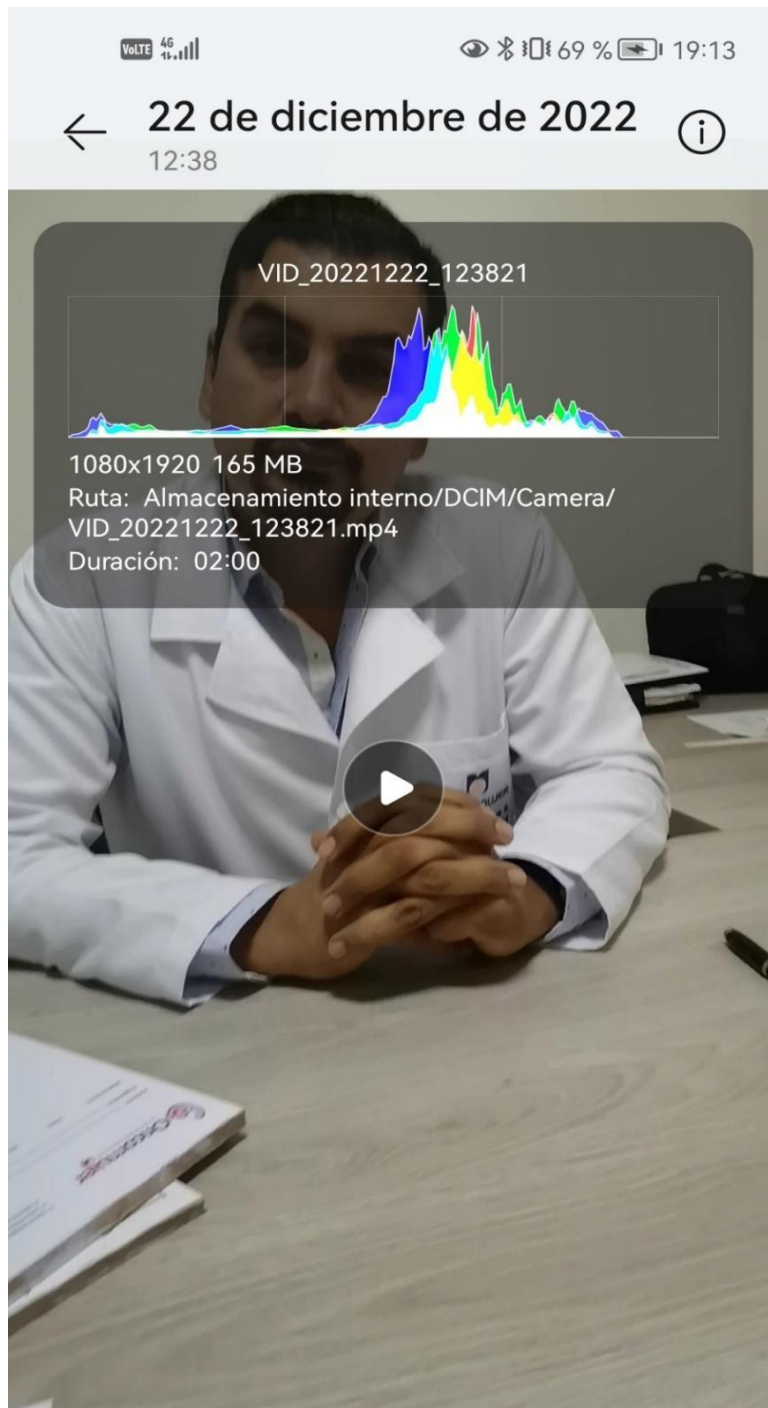 VoLTE 4G 69 % 19:13
22 de diciembre de 2022
12:38
VID_20221222_123821
1080x1920 165 MB
Ruta: Almacenamiento interno/DCIM/Camera/
VID_20221222_123821.mp4
Duración: 02:00
Oncomujer